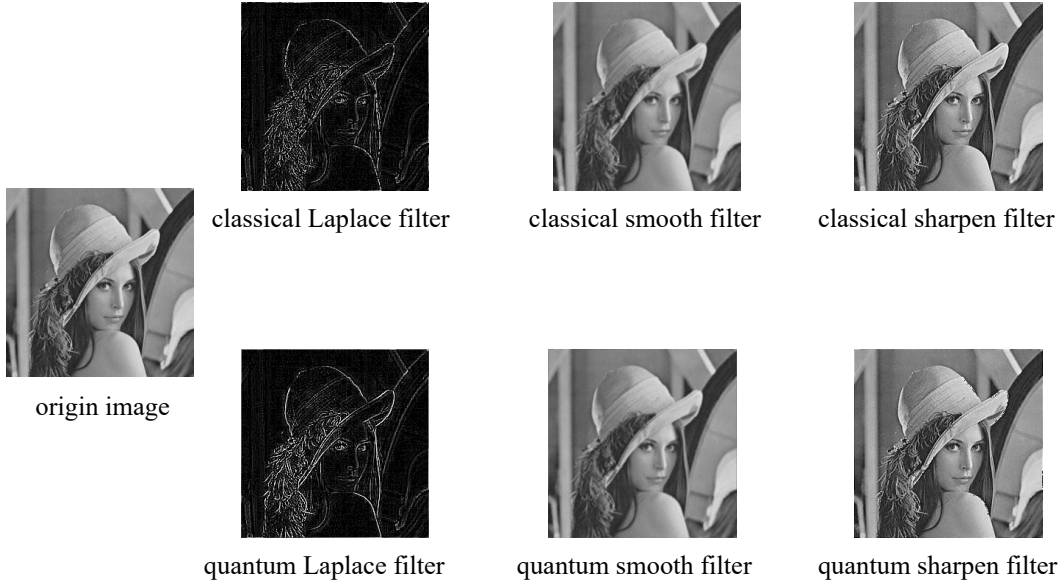 classical Laplace filter
classical smooth filter
classical sharpen filter
origin image
quantum Laplace filter
quantum smooth filter
quantum sharpen filter